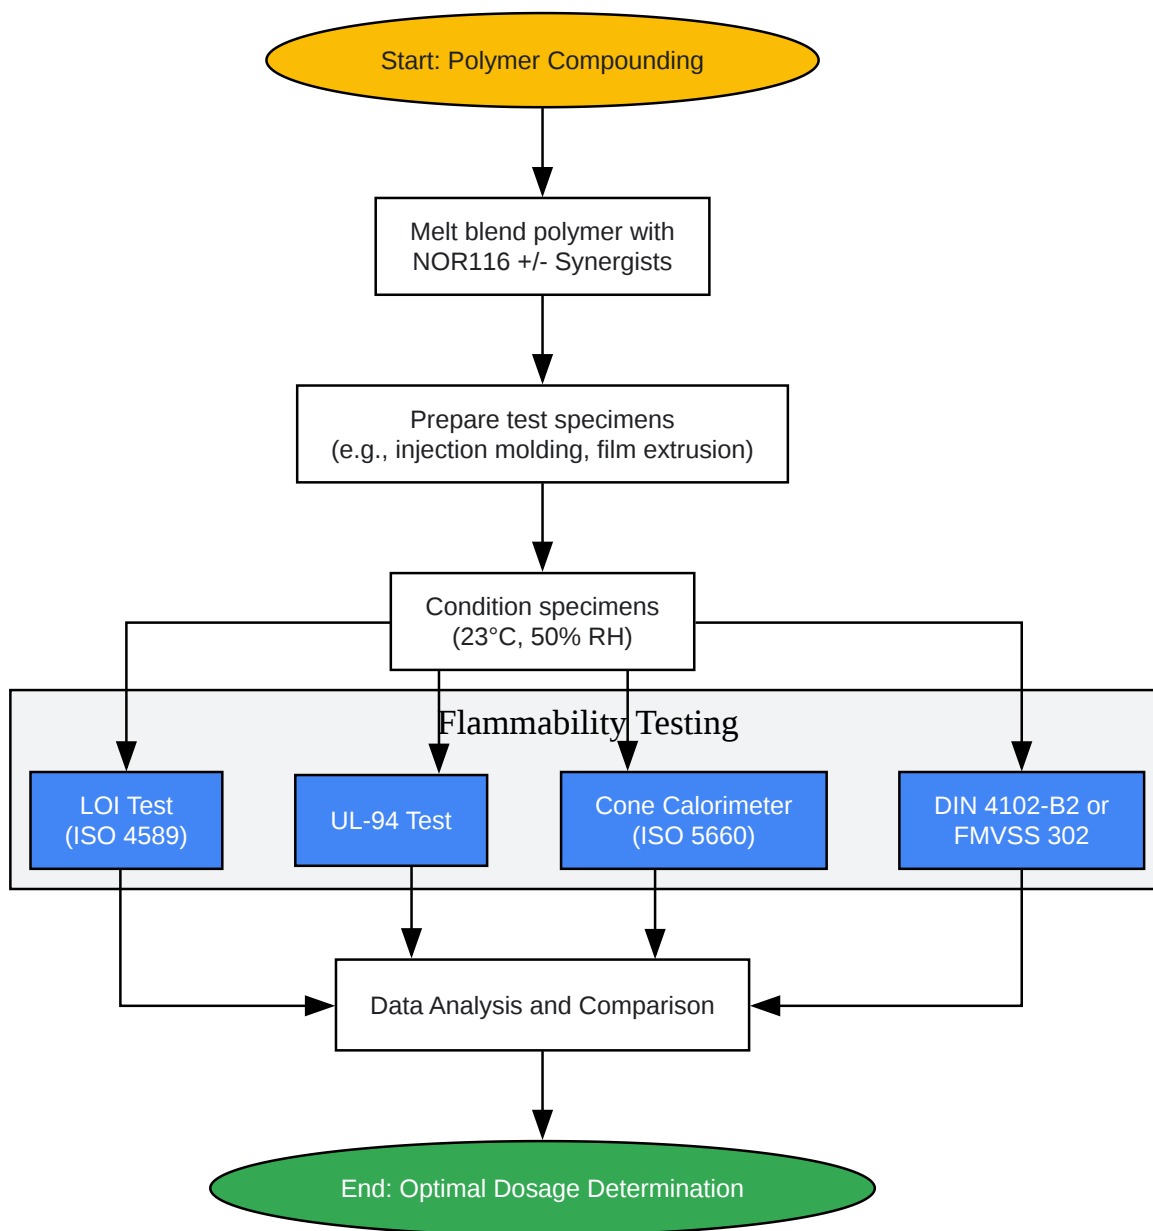 Start: Polymer Compounding
Melt blend polymer with
NOR116 +/- Synergists
Prepare test specimens
(e.g., injection molding, film extrusion)
Condition specimens
(23°C, 50% RH)
Flammability Testing
LOI Test
(ISO 4589)
UL-94 Test
Cone Calorimeter
(ISO 5660)
DIN 4102-B2 or
FMVSS 302
Data Analysis and Comparison
End: Optimal Dosage Determination